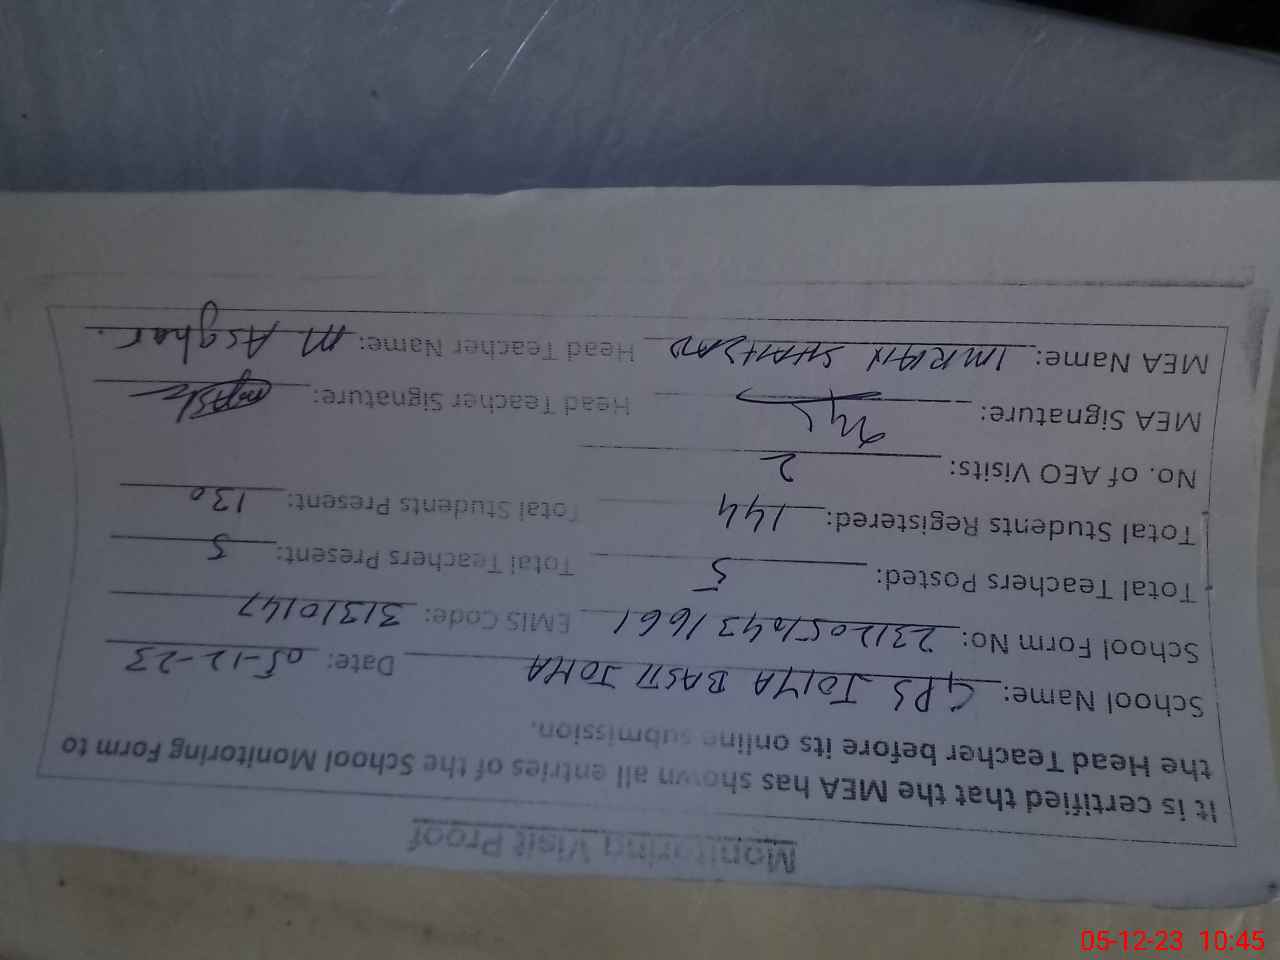 Monitoring Visit Proof
It is certified that the MEA has shown all entries of the School Monitoring Form to
the Head Teacher before its online submission.
School Name: GPS JOIYA BASTI JOIYA Date: 05-12-23
School Form No: 2312051043 1661 EMIS Code: 31310147
Total Teachers Posted: 5 Total Teachers Present: 5
Total Students Registered: 144 Total Students Present: 130
No. of AEO Visits: 2
MEA Signature: Head Teacher Signature:
MEA Name: IMRAN SHAHZAD Head Teacher Name: M Asghar.
05-12-23 10:45